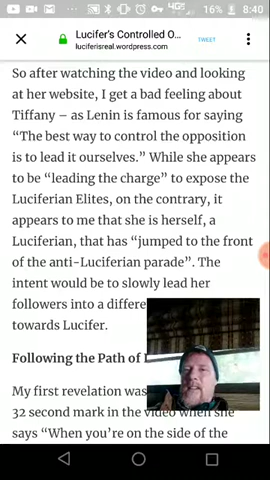 16% 8:40
Lucifer's Controlled O...
luciferisreal.wordpress.com
TWEET
So after watching the video and looking
at her website, I get a bad feeling about
Tiffany – as Lenin is famous for saying
“The best way to control the opposition
is to lead it ourselves.” While she appears
to be “leading the charge” to expose the
Luciferian Elites, on the contrary, it
appears to me that she is herself, a
Luciferian, that has “jumped to the front
of the anti-Luciferian parade”. The
intent would be to slowly lead her
followers into a differe
towards Lucifer.
Following the Path of
My first revelation was
32 second mark in the video when she
says “When you're on the side of the